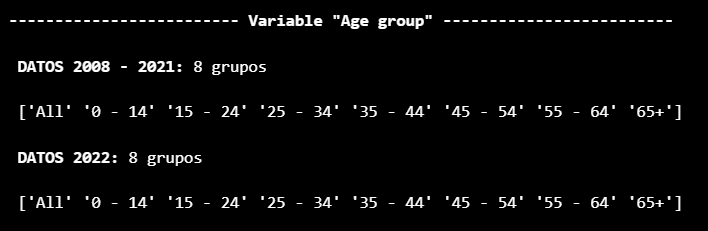 ------------------------- Variable "Age group" -------------------------
DATOS 2008 - 2021: 8 grupos
['All' '0 - 14' '15 - 24' '25 - 34' '35 - 44' '45 - 54' '55 - 64' '65+']
DATOS 2022: 8 grupos
['All' '0 - 14' '15 - 24' '25 - 34' '35 - 44' '45 - 54' '55 - 64' '65+']